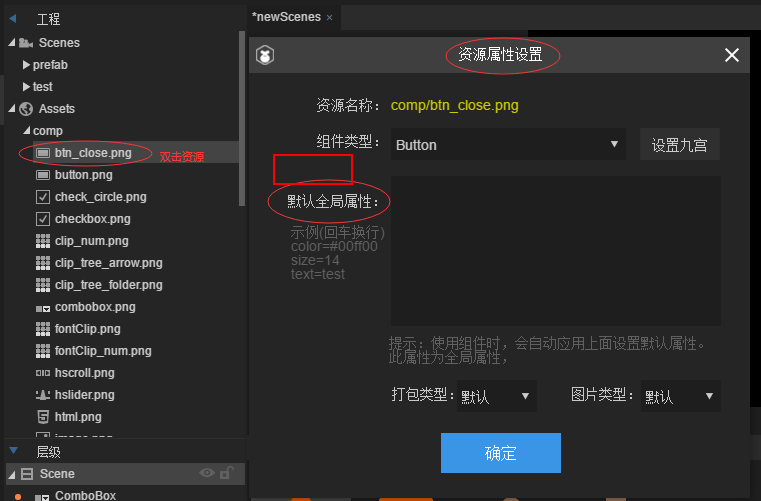 工程
Scenes
prefab
test
Assets
comp
btn_close.png 双击资源
button.png
check_circle.png
checkbox.png
clip_num.png
clip_tree_arrow.png
clip_tree_folder.png
combobox.png
fontClip.png
fontClip_num.png
hscroll.png
hslider.png
html.png
层级
Scene
ComboBox
*newScenes ×
资源属性设置
资源名称: comp/btn_close.png
组件类型: Button 设置九宫
默认全局属性:
示例(回车换行)
color=#00ff00
size=14
text=test
提示：使用组件时，会自动应用上面设置默认属性。
此属性为全局属性，
打包类型: 默认 图片类型: 默认
确定